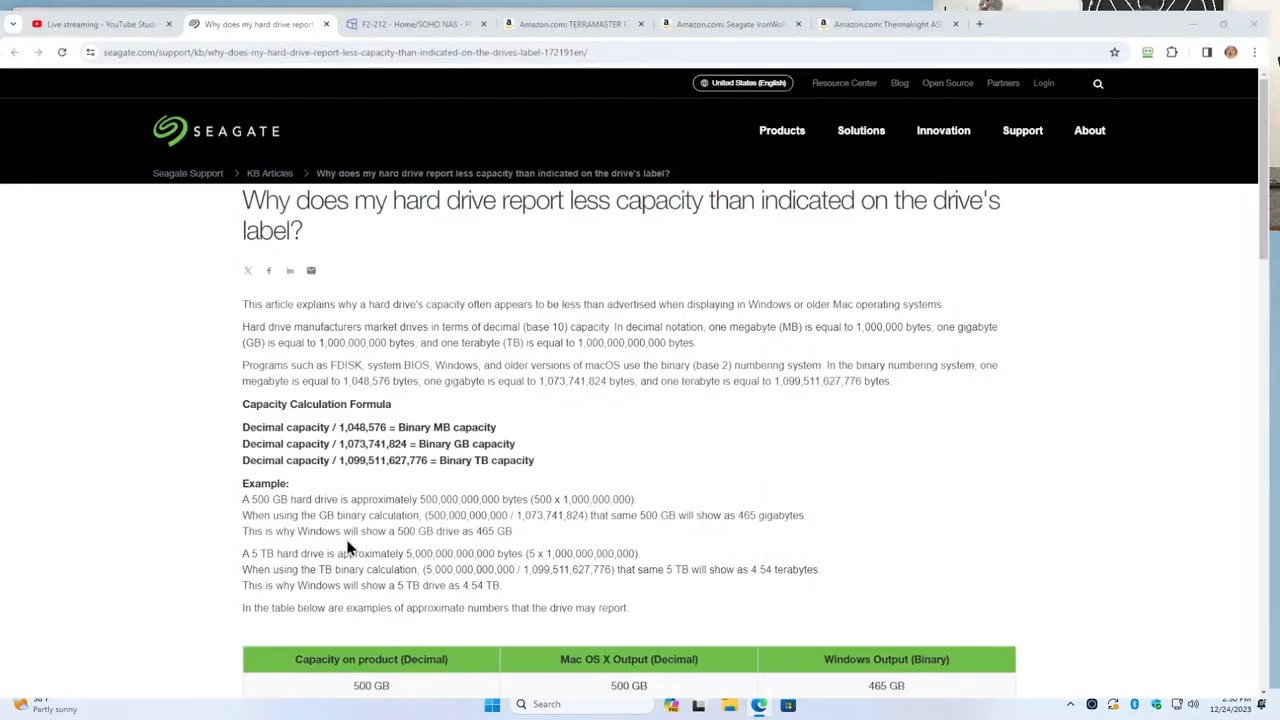 Live streaming - YouTube Studi
Why does my hard drive report
F2-212 - Home/SOHO NAS -
Amazon.com: TERRAMASTER
Amazon.com: Seagate IronWol
Amazon.com: Thermalright AS
seagate.com/support/kb/why-does-my-hard-drive-report-less-capacity-than-indicated-on-the-drives-label-172191en/
United States (English)
Resource Center
Blog
Open Source
Partners
Login
SEAGATE
Products
Solutions
Innovation
Support
About
Seagate Support > KB Articles > Why does my hard drive report less capacity than indicated on the drive's label?
Why does my hard drive report less capacity than indicated on the drive's
label?
This article explains why a hard drive's capacity often appears to be less than advertised when displaying in Windows or older Mac operating systems.
Hard drive manufacturers market drives in terms of decimal (base 10) capacity. In decimal notation, one megabyte (MB) is equal to 1,000,000 bytes, one gigabyte
(GB) is equal to 1,000,000,000 bytes, and one terabyte (TB) is equal to 1,000,000,000,000 bytes.
Programs such as FDISK, system BIOS, Windows, and older versions of macOS use the binary (base 2) numbering system. In the binary numbering system, one
megabyte is equal to 1,048,576 bytes, one gigabyte is equal to 1,073,741,824 bytes, and one terabyte is equal to 1,099,511,627,776 bytes.
Capacity Calculation Formula
Decimal capacity / 1,048,576 = Binary MB capacity
Decimal capacity / 1,073,741,824 = Binary GB capacity
Decimal capacity / 1,099,511,627,776 = Binary TB capacity
Example:
A 500 GB hard drive is approximately 500,000,000,000 bytes (500 x 1,000,000,000).
When using the GB binary calculation, (500,000,000,000 / 1,073,741,824) that same 500 GB will show as 465 gigabytes.
This is why Windows will show a 500 GB drive as 465 GB.
A 5 TB hard drive is approximately 5,000,000,000,000 bytes (5 x 1,000,000,000,000).
When using the TB binary calculation, (5,000,000,000,000 / 1,099,511,627,776) that same 5 TB will show as 4.54 terabytes.
This is why Windows will show a 5 TB drive as 4.54 TB.
In the table below are examples of approximate numbers that the drive may report.
Capacity on product (Decimal)
Mac OS X Output (Decimal)
Windows Output (Binary)
500 GB
500 GB
465 GB
Partly sunny
Search
12/24/2023